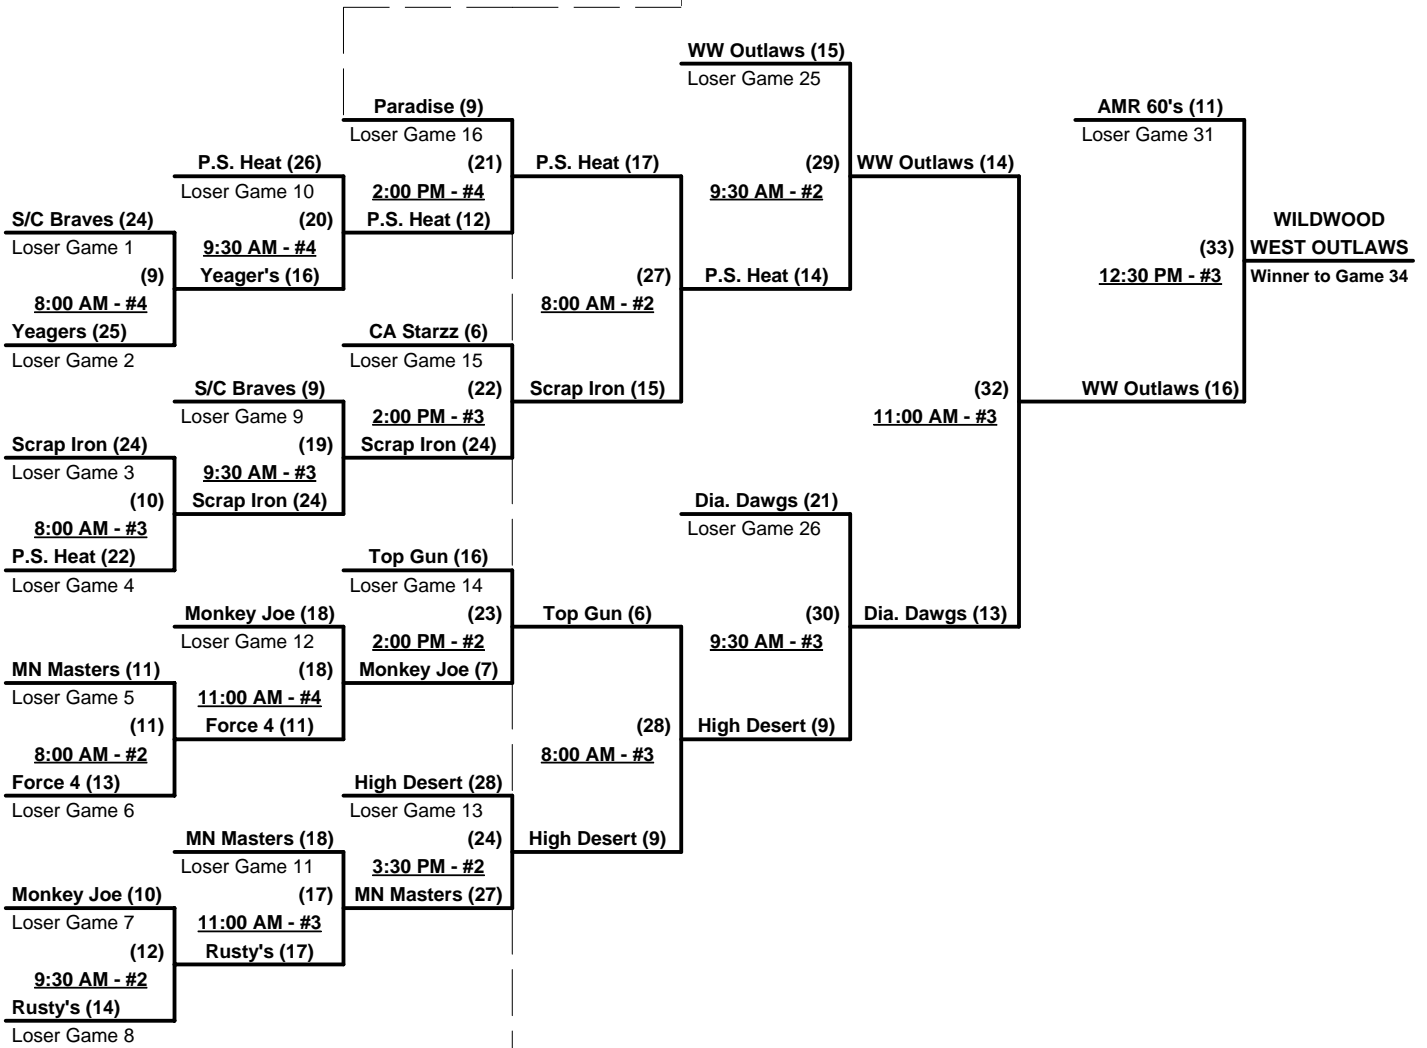 WW Outlaws (15)
Loser Game 25
Paradise (9)
AMR 60's (11)
Loser Game 16
Loser Game 31
P.S. Heat (26)
(21)
P.S. Heat (17)
(29)
WW Outlaws (14)
Loser Game 10
2:00 PM - #4
9:30 AM - #2
S/C Braves (24)
(20)
P.S. Heat (12)
WILDWOOD
Loser Game 1
9:30 AM - #4
(33)
WEST OUTLAWS
(9)
Yeager's (16)
(27)
P.S. Heat (14)
12:30 PM - #3
Winner to Game 34
8:00 AM - #4
8:00 AM - #2
Yeagers (25)
CA Starzz (6)
Loser Game 2
Loser Game 15
S/C Braves (9)
(22)
Scrap Iron (15)
(32)
WW Outlaws (16)
Loser Game 9
2:00 PM - #3
11:00 AM - #3
Scrap Iron (24)
(19)
Scrap Iron (24)
Loser Game 3
9:30 AM - #3
(10)
Scrap Iron (24)
Dia. Dawgs (21)
8:00 AM - #3
Loser Game 26
P.S. Heat (22)
Top Gun (16)
Loser Game 4
Loser Game 14
Monkey Joe (18)
(23)
Top Gun (6)
(30)
Dia. Dawgs (13)
Loser Game 12
2:00 PM - #2
9:30 AM - #3
MN Masters (11)
(18)
Monkey Joe (7)
Loser Game 5
11:00 AM - #4
(11)
Force 4 (11)
(28)
High Desert (9)
8:00 AM - #2
8:00 AM - #3
Force 4 (13)
High Desert (28)
Loser Game 6
Loser Game 13
MN Masters (18)
(24)
High Desert (9)
Loser Game 11
3:30 PM - #2
Monkey Joe (10)
(17)
MN Masters (27)
Loser Game 7
11:00 AM - #3
(12)
Rusty's (17)
9:30 AM - #2
Rusty's (14)
Loser Game 8